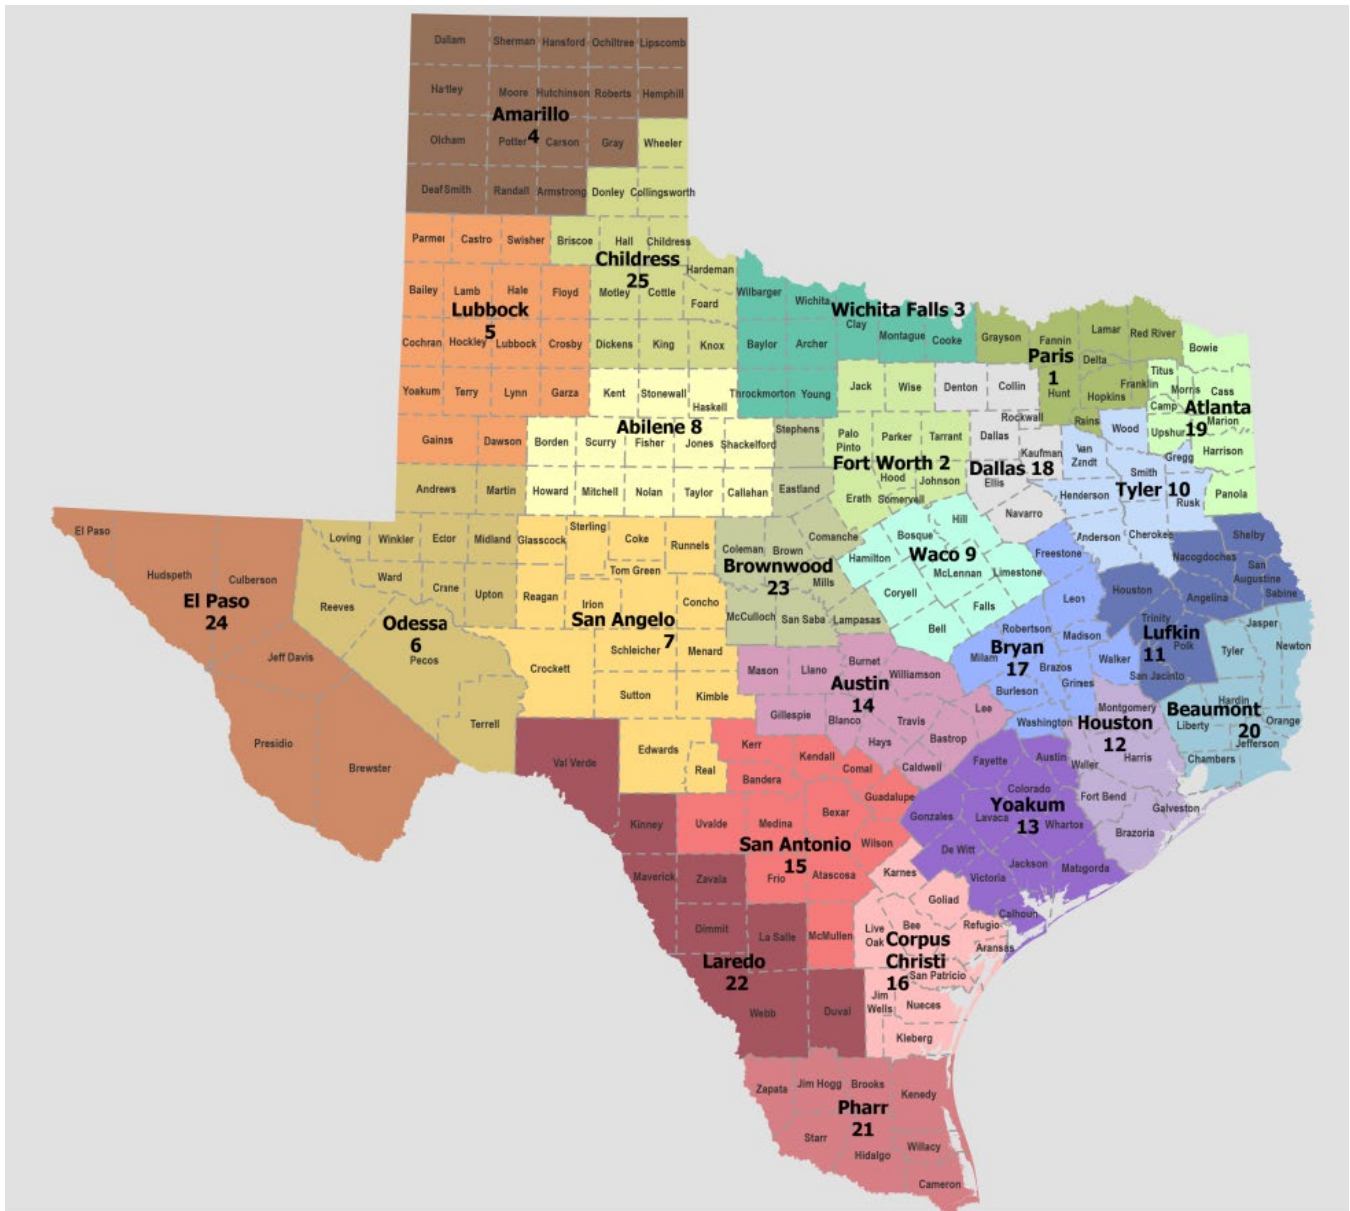 Dallam Sherman Hansford Ochiltree Lipscomb
Hartley Moore Hutchinson Roberts Hemphill
Amarillo
4
Oldham Potter Carson Gray Wheeler
Deaf Smith Randall Armstrong Donley Collingsworth
Parmer Castro Swisher Briscoe Hall Childress
Childress
25
Hardeman
Bailey Lamb Hale Floyd Motley Cottle Foard Wilbarger Wichita
Lubbock
5
Wichita Falls 3
Clay Montague Cooke Grayson Fannin Lamar Red River
Cochran Hockley Lubbock Crosby Dickens King Knox Baylor Archer
Paris
1
Delta Bowie
Yoakum Terry Lynn Garza Kent Stonewall Haskell Throckmorton Young Jack Wise Denton Collin Hunt Hopkins Franklin Titus Morris Cass
Rockwall Rains Wood Camp
Atlanta
19
Marion
Abilene 8
Gaines Dawson Borden Scurry Fisher Jones Shackelford Stephens Palo
Pinto Parker Tarrant Dallas Kaufman Van
Zandt Upshur Gregg Harrison
Fort Worth 2
Dallas 18
Tyler 10
Andrews Martin Howard Mitchell Nolan Taylor Callahan Eastland Erath Hood Somervell Johnson Ellis Navarro Henderson Smith Rusk Panola
El Paso Hudspeth Culberson
El Paso
24
Loving Winkler Ector Midland Glasscock Sterling Coke Runnels Coleman Brown Comanche Hamilton Bosque Hill Freestone Anderson Cherokee Nacogdoches Shelby
Waco 9
Brownwood
23
Mills McLennan Limestone
Reeves Ward Crane Upton Reagan Irion Tom Green Concho McCulloch San Saba Lampasas Coryell Falls Bell Leon Houston Trinity Angelina San
Augustine Sabine
Odessa
6
San Angelo
7
Lufkin
11
Jeff Davis Pecos Crockett Schleicher Menard Mason Llano Burnet Williamson Milam Robertson Madison Brazos Walker Polk Tyler Jasper Newton
Bryan
17
Austin
14
Presidio Brewster Terrell Sutton Kimble Gillespie Blanco Travis Lee Burleson Grimes San Jacinto Montgomery Hardin
Beaumont
20
Houston
12
Liberty Orange Jefferson Chambers
Val Verde Edwards Real Kerr Kendall Hays Bastrop Caldwell Washington Fayette Austin Waller Harris
Bandera Comal Guadalupe Colorado Fort Bend Galveston
Yoakum
13
Kinney Uvalde Medina Bexar Wilson Gonzales Lavaca Wharton Brazoria
San Antonio
15
Maverick Zavala Frio Atascosa Karnes De Witt Victoria Jackson Matagorda
Dimmit La Salle McMullen Live
Oak Bee Goliad Refugio Calhoun
Corpus
Christi
16
Aransas San Patricio
Laredo
22
Webb Duval Jim
Wells Nueces Kleberg
Zapata Jim Hogg Brooks Kenedy
Pharr
21
Starr Hidalgo Willacy
Cameron